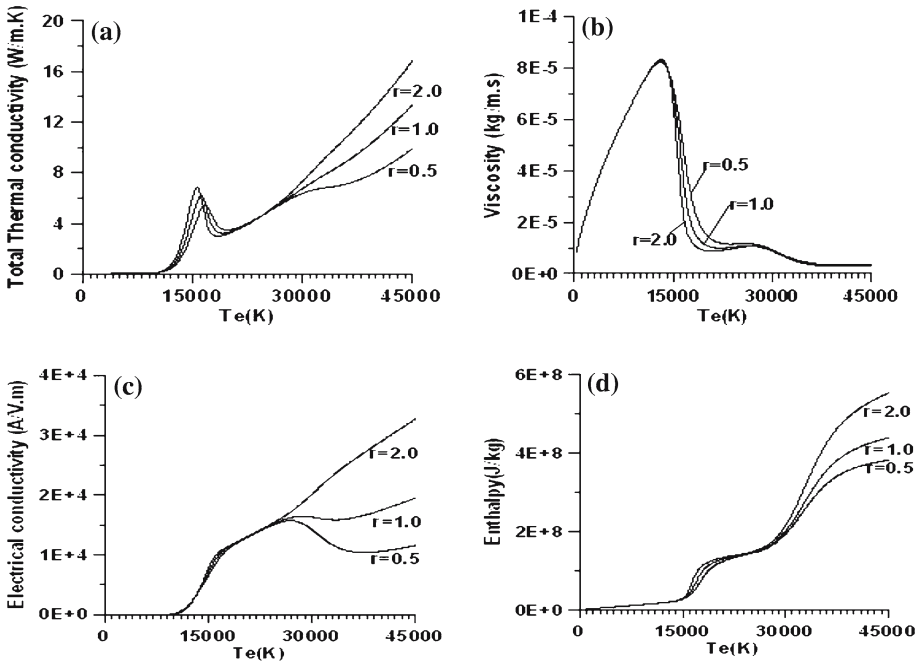 (a)
Total Thermal conductivity (W/m.K)
20
16
12
8
4
0
r=2.0
r=1.0
r=0.5
15000 30000 45000
Te(K)
(b)
Viscosity (kg/m.s)
1E-4
8E-5
6E-5
4E-5
2E-5
0E+0
r=0.5
r=1.0
r=2.0
0 15000 30000 45000
Te(K)
(c)
Electrical conductivity (A/V.m)
4E+4
3E+4
2E+4
1E+4
0E+0
r=2.0
r=1.0
r=0.5
0 15000 30000 45000
Te(K)
(d)
Enthalpy(J/kg)
6E+8
4E+8
2E+8
0E+0
r=2.0
r=1.0
r=0.5
0 15000 30000 45000
Te(K)